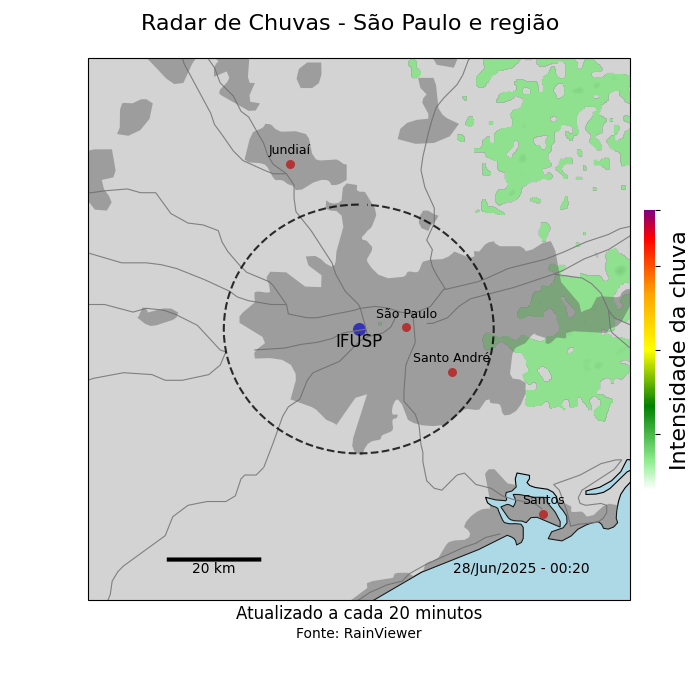 Radar de Chuvas - São Paulo e região
Jundiaí
São Paulo
IFUSP
Santo André
Intensidade da chuva
Santos
20 km
28/Jun/2025 - 00:20
Atualizado a cada 20 minutos
Fonte: RainViewer